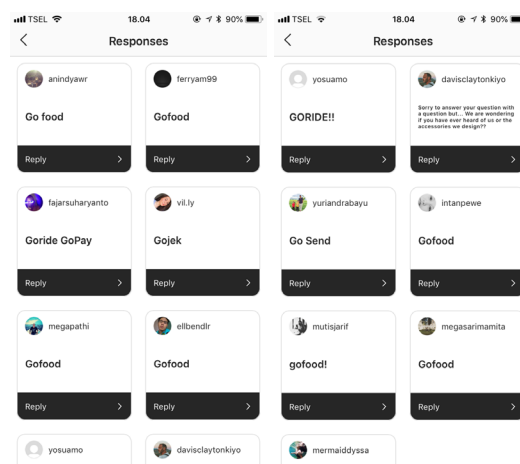 TSEL 18.04 90%
Responses
anindyawr
Go food
Reply
ferryam99
Gofood
Reply
fajarsuharyanto
Goride GoPay
Reply
vil.ly
Gojek
Reply
megapathi
Gofood
Reply
ellbendlr
Gofood
Reply
yosuamo
davisclaytonkiyo
TSEL 18.04 90%
Responses
yosuamo
GORIDE!!
Reply
davisclaytonkiyo
Sorry to answer your question with
a question but... We are wondering
if you have ever heard of us or the
accessories we design??
Reply
yuriandrabayu
Go Send
Reply
intanpewe
Gofood
Reply
mutisjarif
gofood!
Reply
megasarimamita
Gofood
Reply
mermaiddyssa